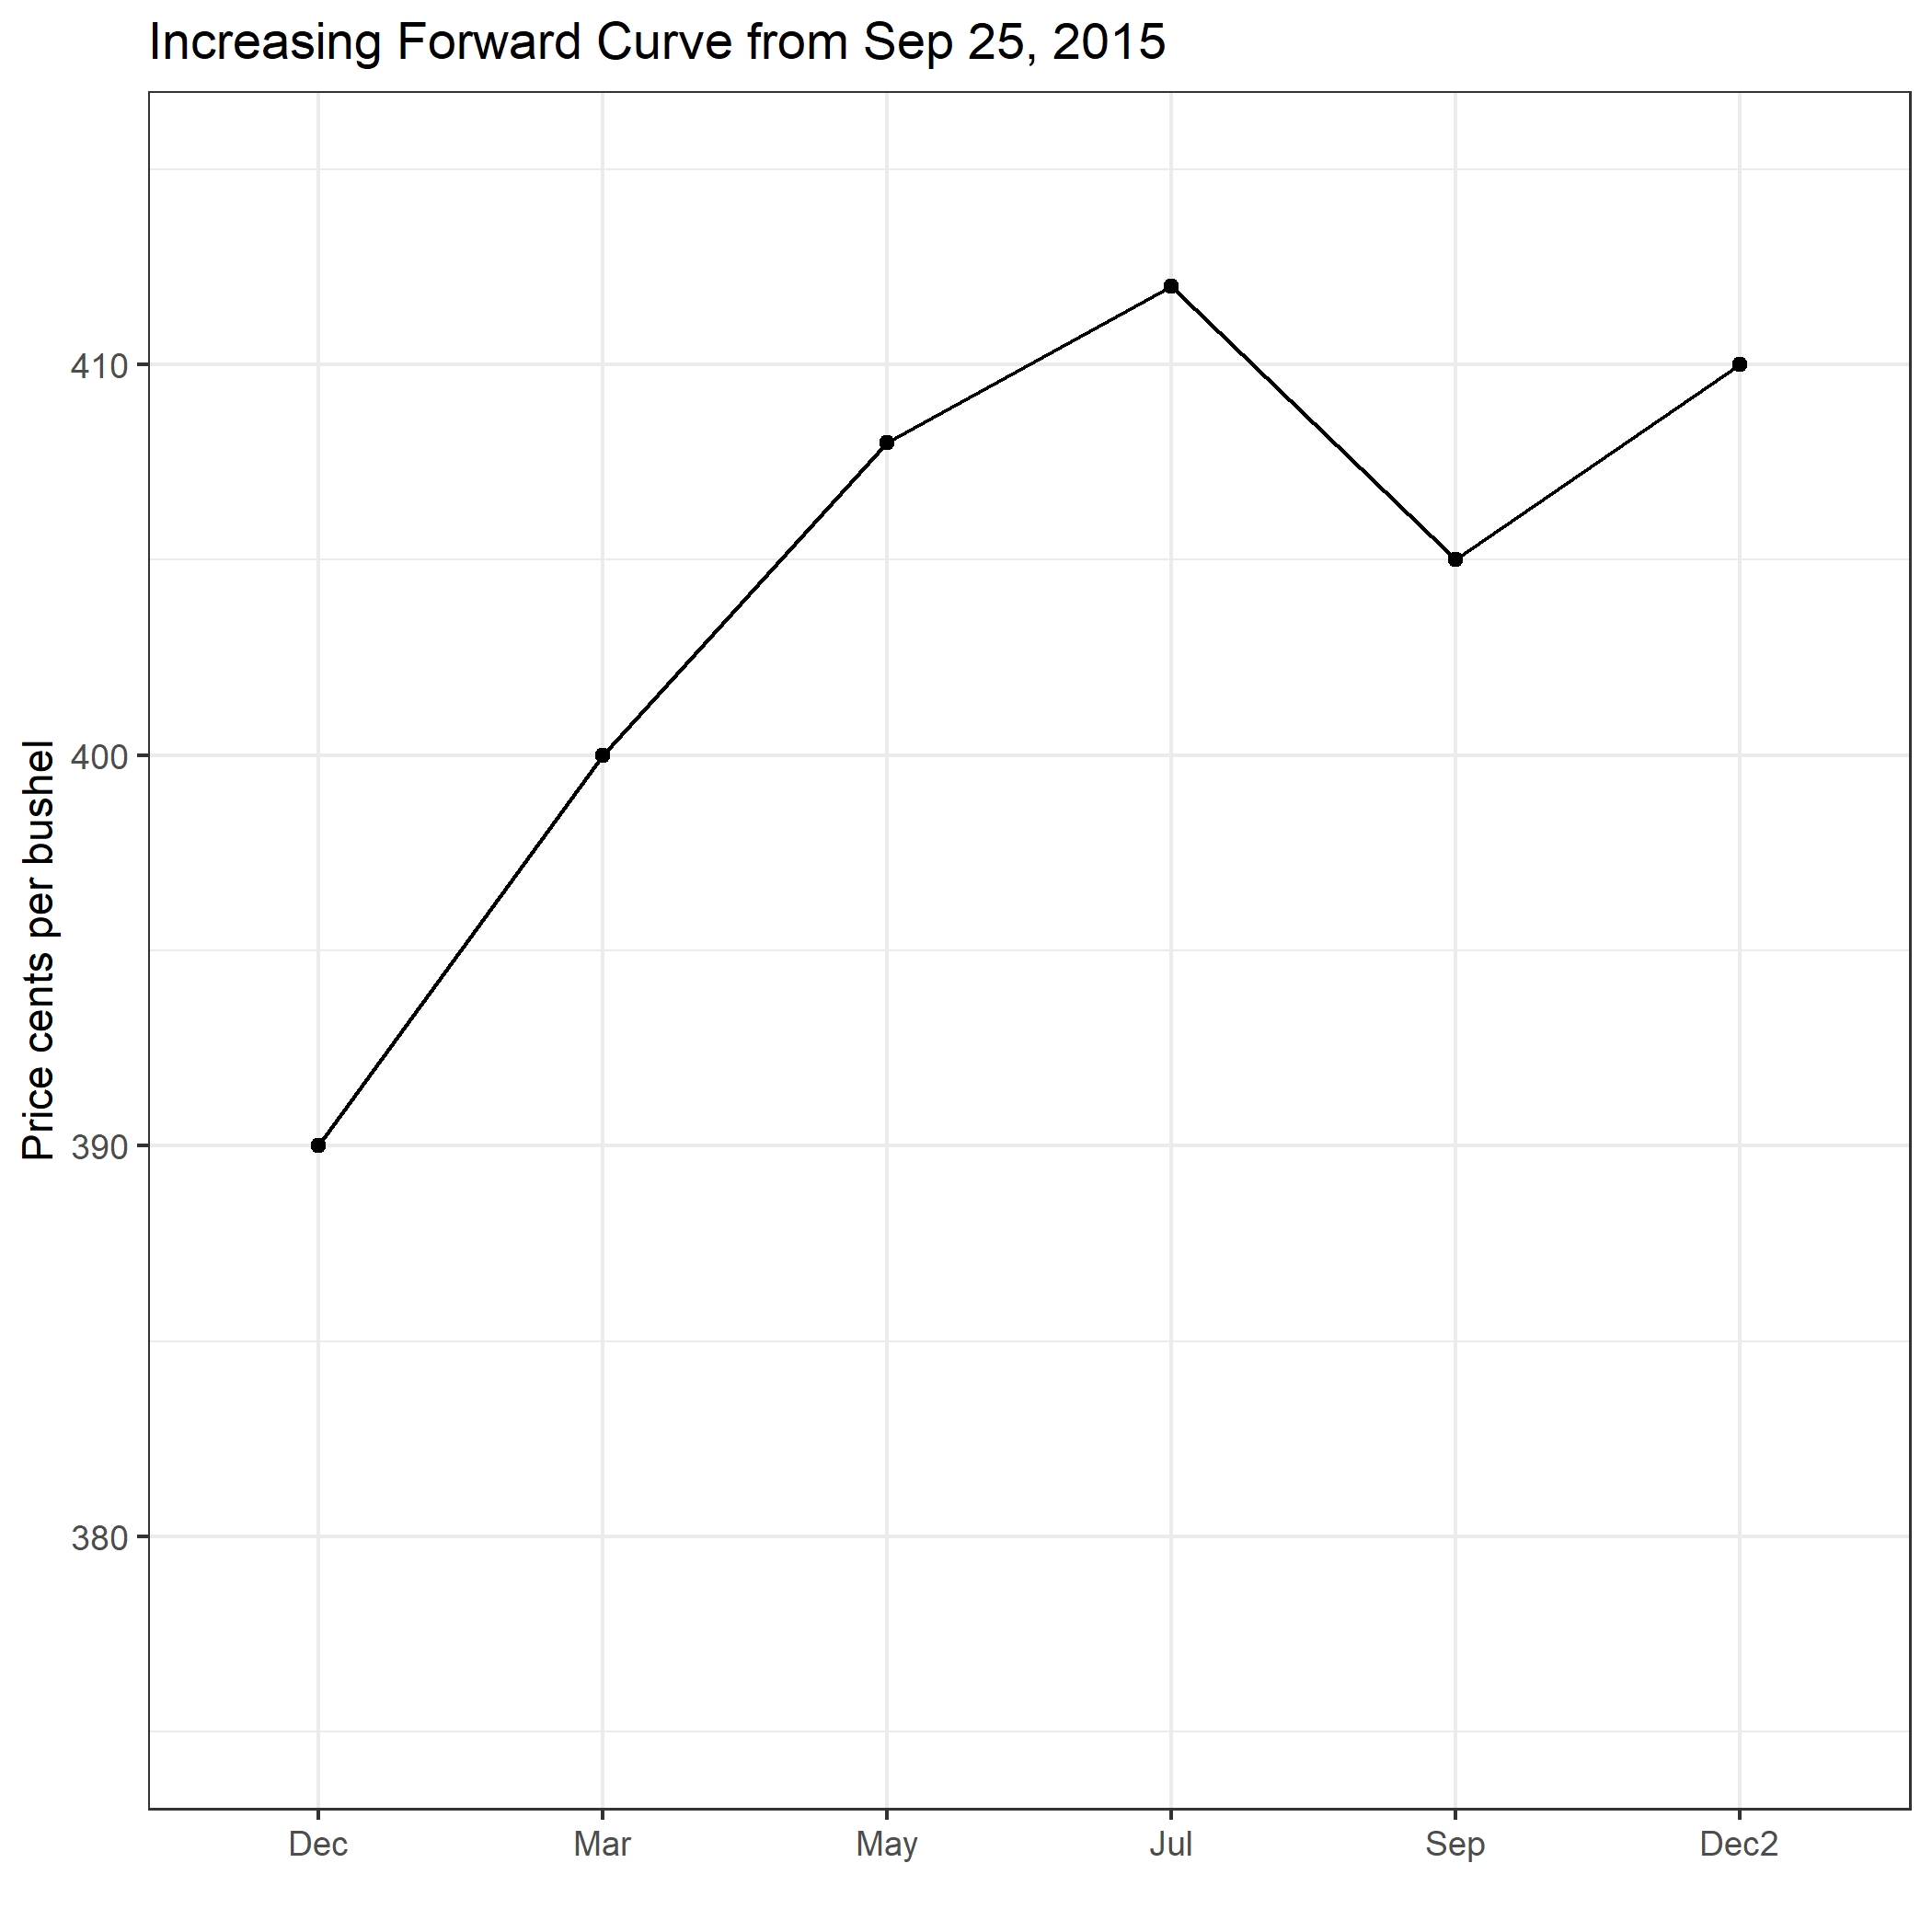 Increasing Forward Curve from Sep 25, 2015
Price cents per bushel
410
400
390
380
Dec Mar May Jul Sep Dec2